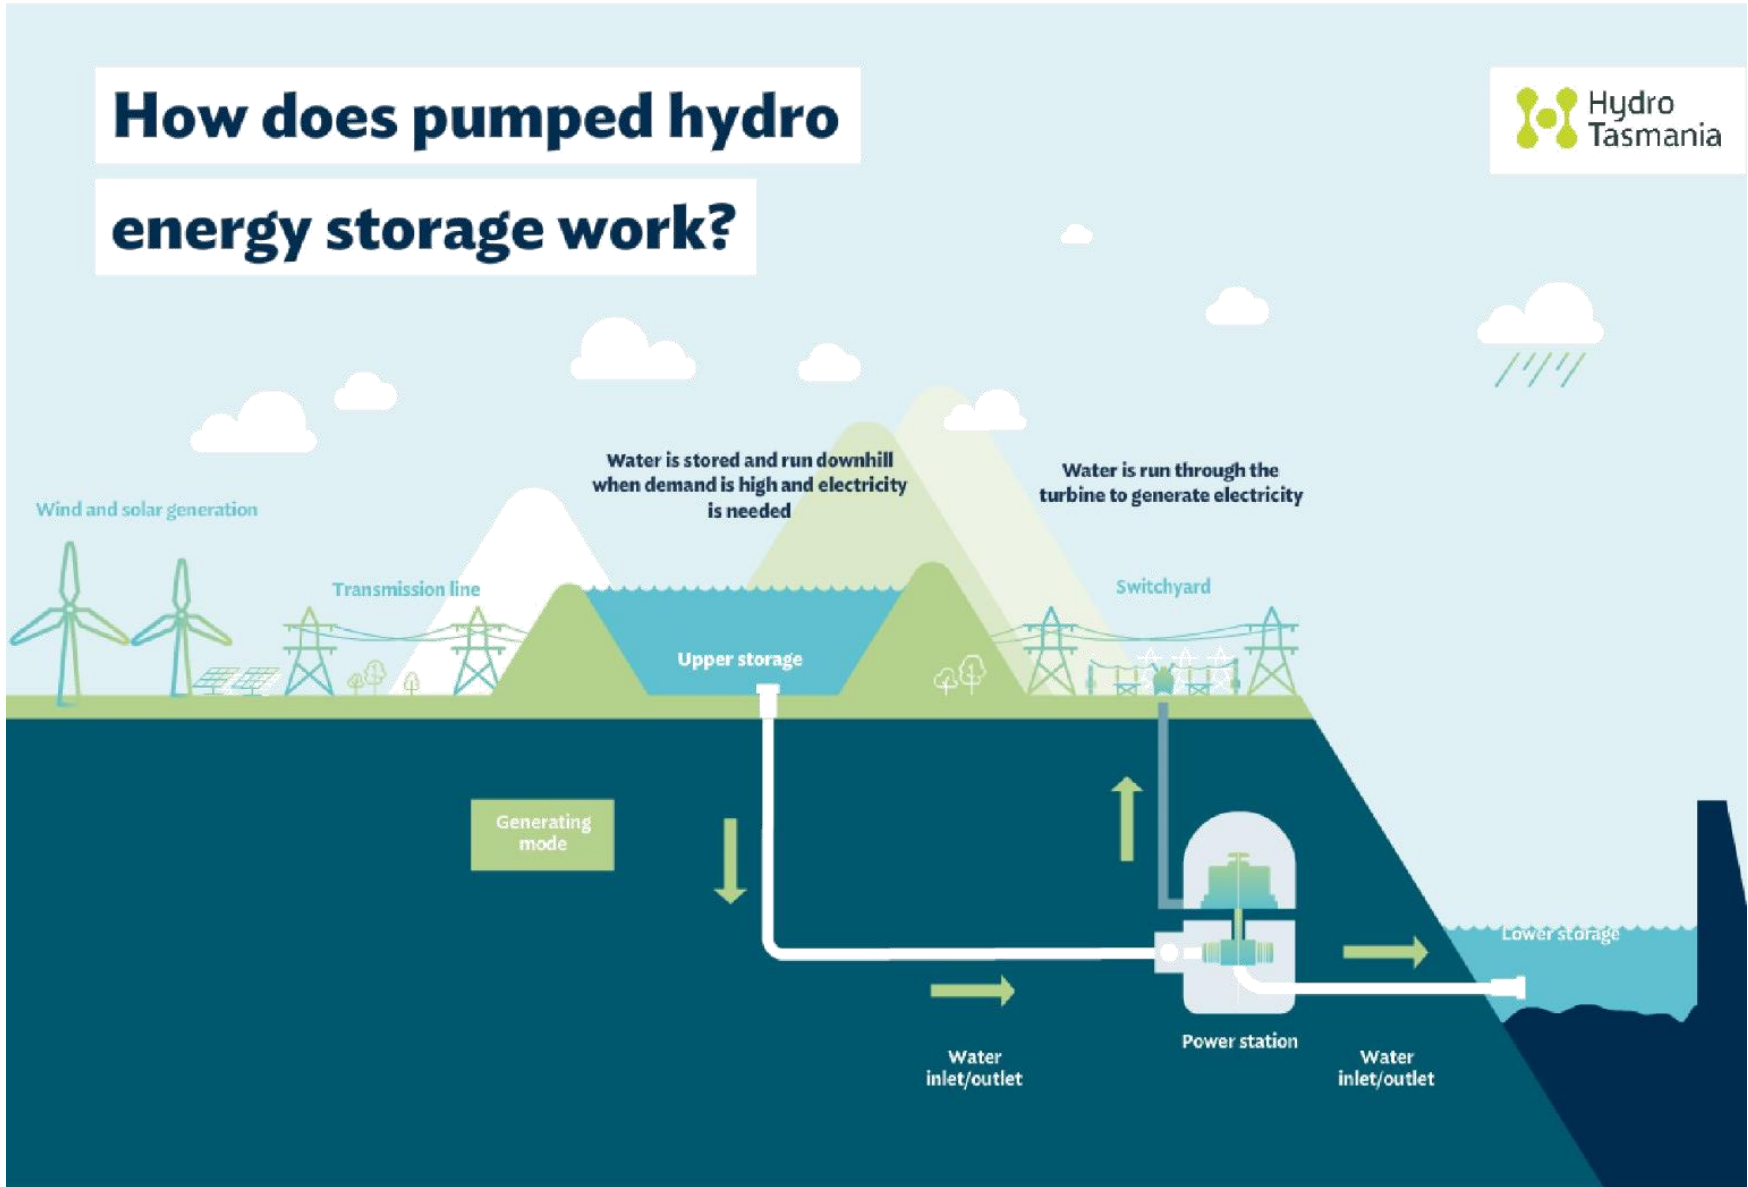 How does pumped hydro
energy storage work?
Hydro
Tasmania
Water is stored and run downhill
when demand is high and electricity
is needed
Water is run through the
turbine to generate electricity
Wind and solar generation
Transmission line
Switchyard
Upper storage
Generating
mode
Lower storage
Power station
Water
inlet/outlet
Water
inlet/outlet